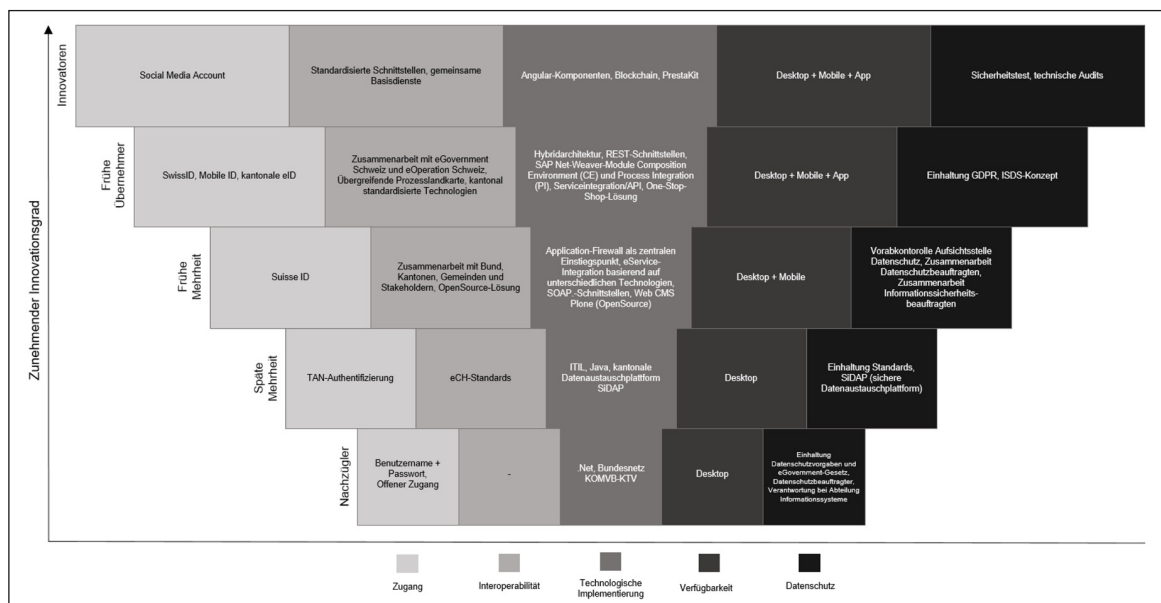 Zunehmender Innovationsgrad
Innovatoren
Social Media Account
Standardisierte Schnittstellen, gemeinsame
Basisdienste
Angular-Komponenten, Blockchain, PrestaKit
Desktop + Mobile + App
Sicherheitstest, technische Audits
Frühe
Übernehmer
SwissID, Mobile ID, kantonale eID
Zusammenarbeit mit eGovernment
Schweiz und eOperation Schweiz,
Übergreifende Prozesslandkarte, kantonal
standardisierte Technologien
Hybridarchitektur, REST-Schnittstellen,
SAP Net-Weaver-Module Composition
Environment (CE) und Process Integration
(PI), Serviceintegration/API, One-Stop-
Shop-Lösung
Desktop + Mobile + App
Einhaltung GDPR, ISDS-Konzept
Frühe
Mehrheit
Suisse ID
Zusammenarbeit mit Bund,
Kantonen, Gemeinden und
Stakeholdern, OpenSource-Lösung
Application-Firewall als zentralen
Einstiegspunkt, eService-
Integration basierend auf
unterschiedlichen Technologien,
SOAP.-Schnittstellen, Web CMS
Plone (OpenSource)
Desktop + Mobile
Vorabkontorolle Aufsichtsstelle
Datenschutz, Zusammenarbeit
Datenschutzbeauftragten,
Zusammenarbeit
Informationssicherheits-
beauftragten
Späte
Mehrheit
TAN-Authentifizierung
eCH-Standards
ITIL, Java, kantonale
Datenaustauschplattform
SiDAP
Desktop
Einhaltung Standards,
SiDAP (sichere
Datenaustauschplattform)
Nachzügler
Benutzername +
Passwort,
Offener Zugang
-
.Net, Bundesnetz
KOMVB-KTV
Desktop
Einhaltung
Datenschutzvorgaben und
eGovernment-Gesetz,
Datenschutzbeauftragter,
Verantwortung bei Abteilung
Informationssysteme
Zugang
Interoperabilität
Technologische
Implementierung
Verfügbarkeit
Datenschutz